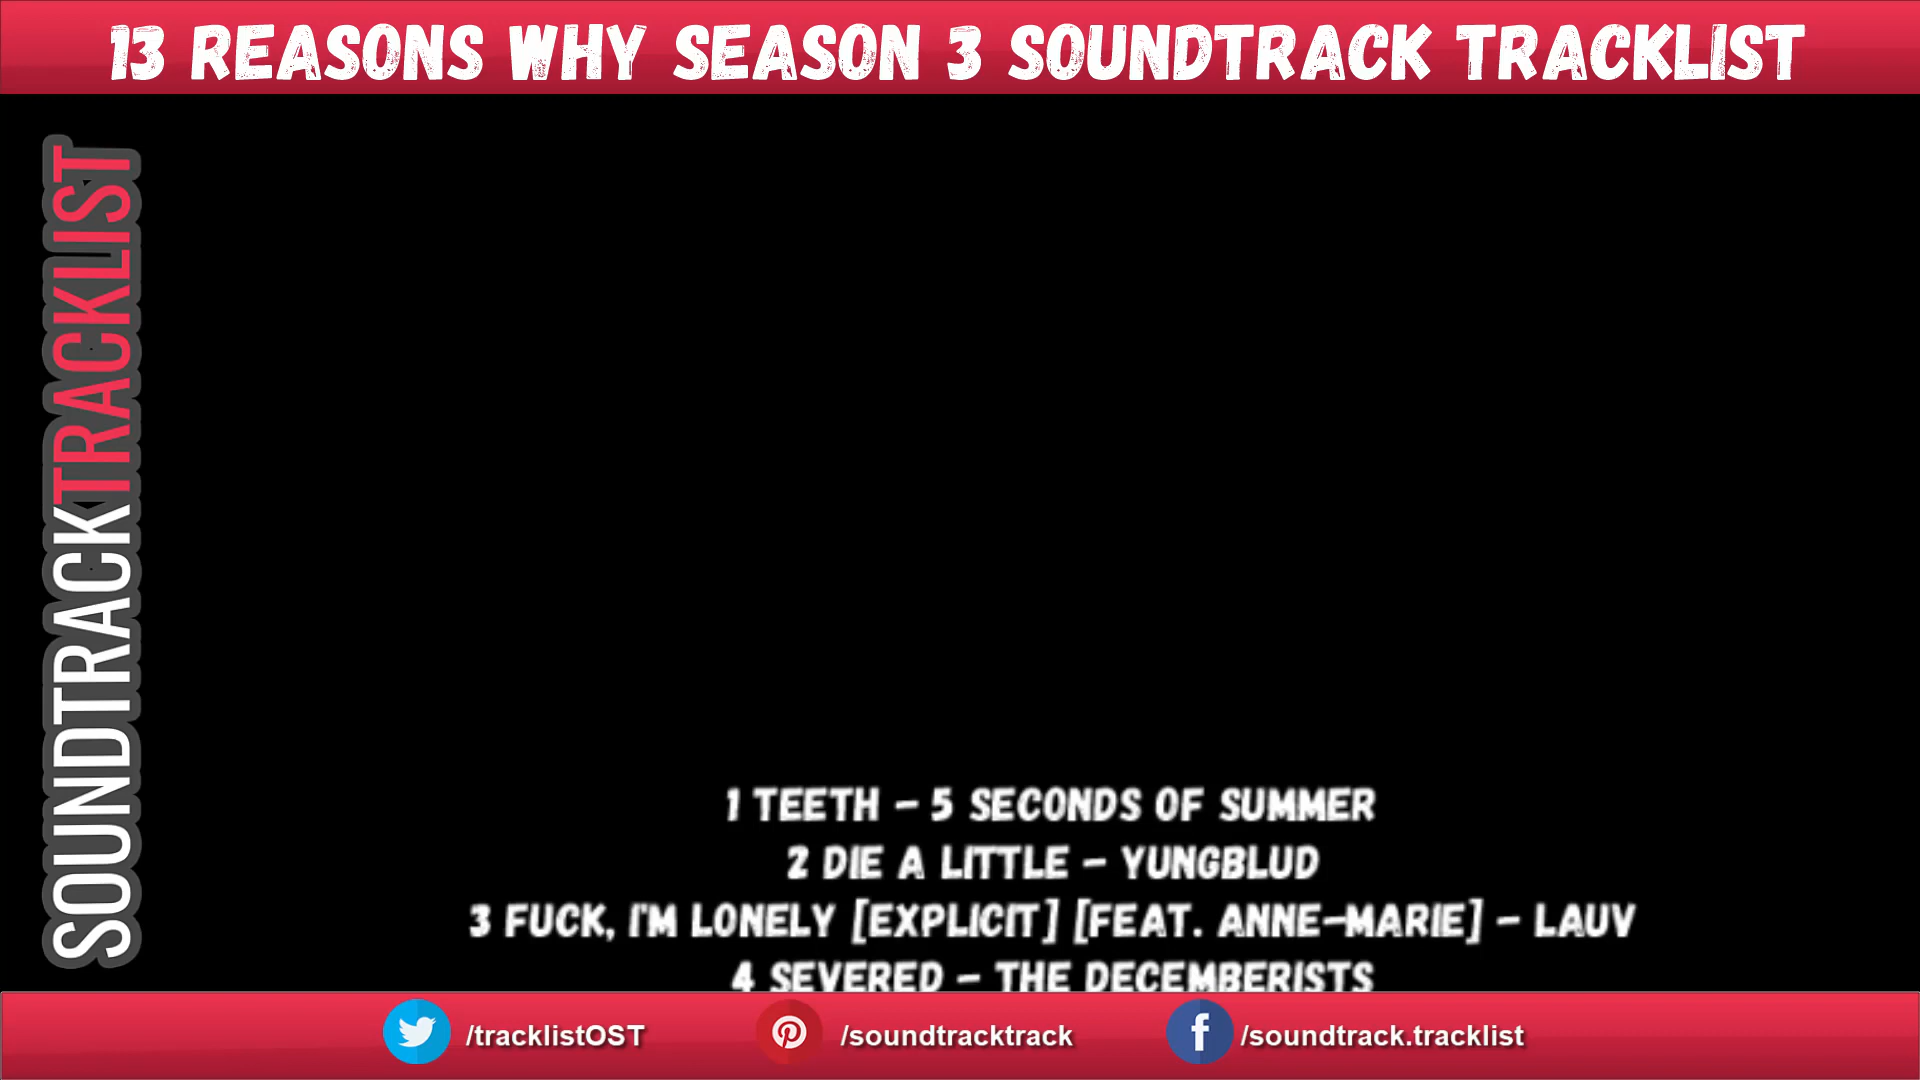 13 REASONS WHY SEASON 3 SOUNDTRACK TRACKLIST
SOUNDTRACKTRACKLIST
1 TEETH - 5 SECONDS OF SUMMER
2 DIE A LITTLE - YUNGBLUD
3 FUCK, I'M LONELY [EXPLICIT] [FEAT. ANNE-MARIE] - LAUV
4 SEVERED - THE DECEMBERISTS
/tracklistOST
/soundtracktrack
/soundtrack.tracklist